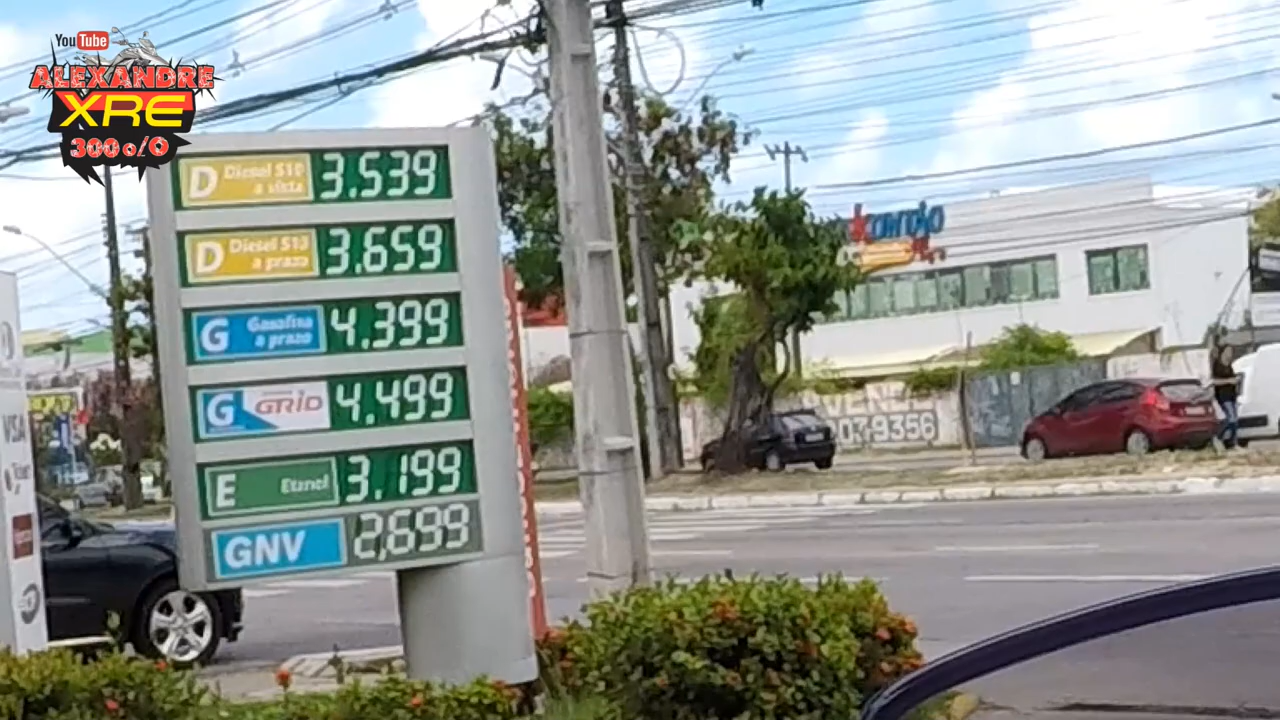 YouTube
ALEXANDRE
XRE
300 %
D Diesel S10 a vista 3.539
D Diesel S10 a prazo 3.659
G Gasolina a prazo 4.399
G GRID 4.499
E Etanol 3.199
GNV 2,699
VISA
VENDE
9356